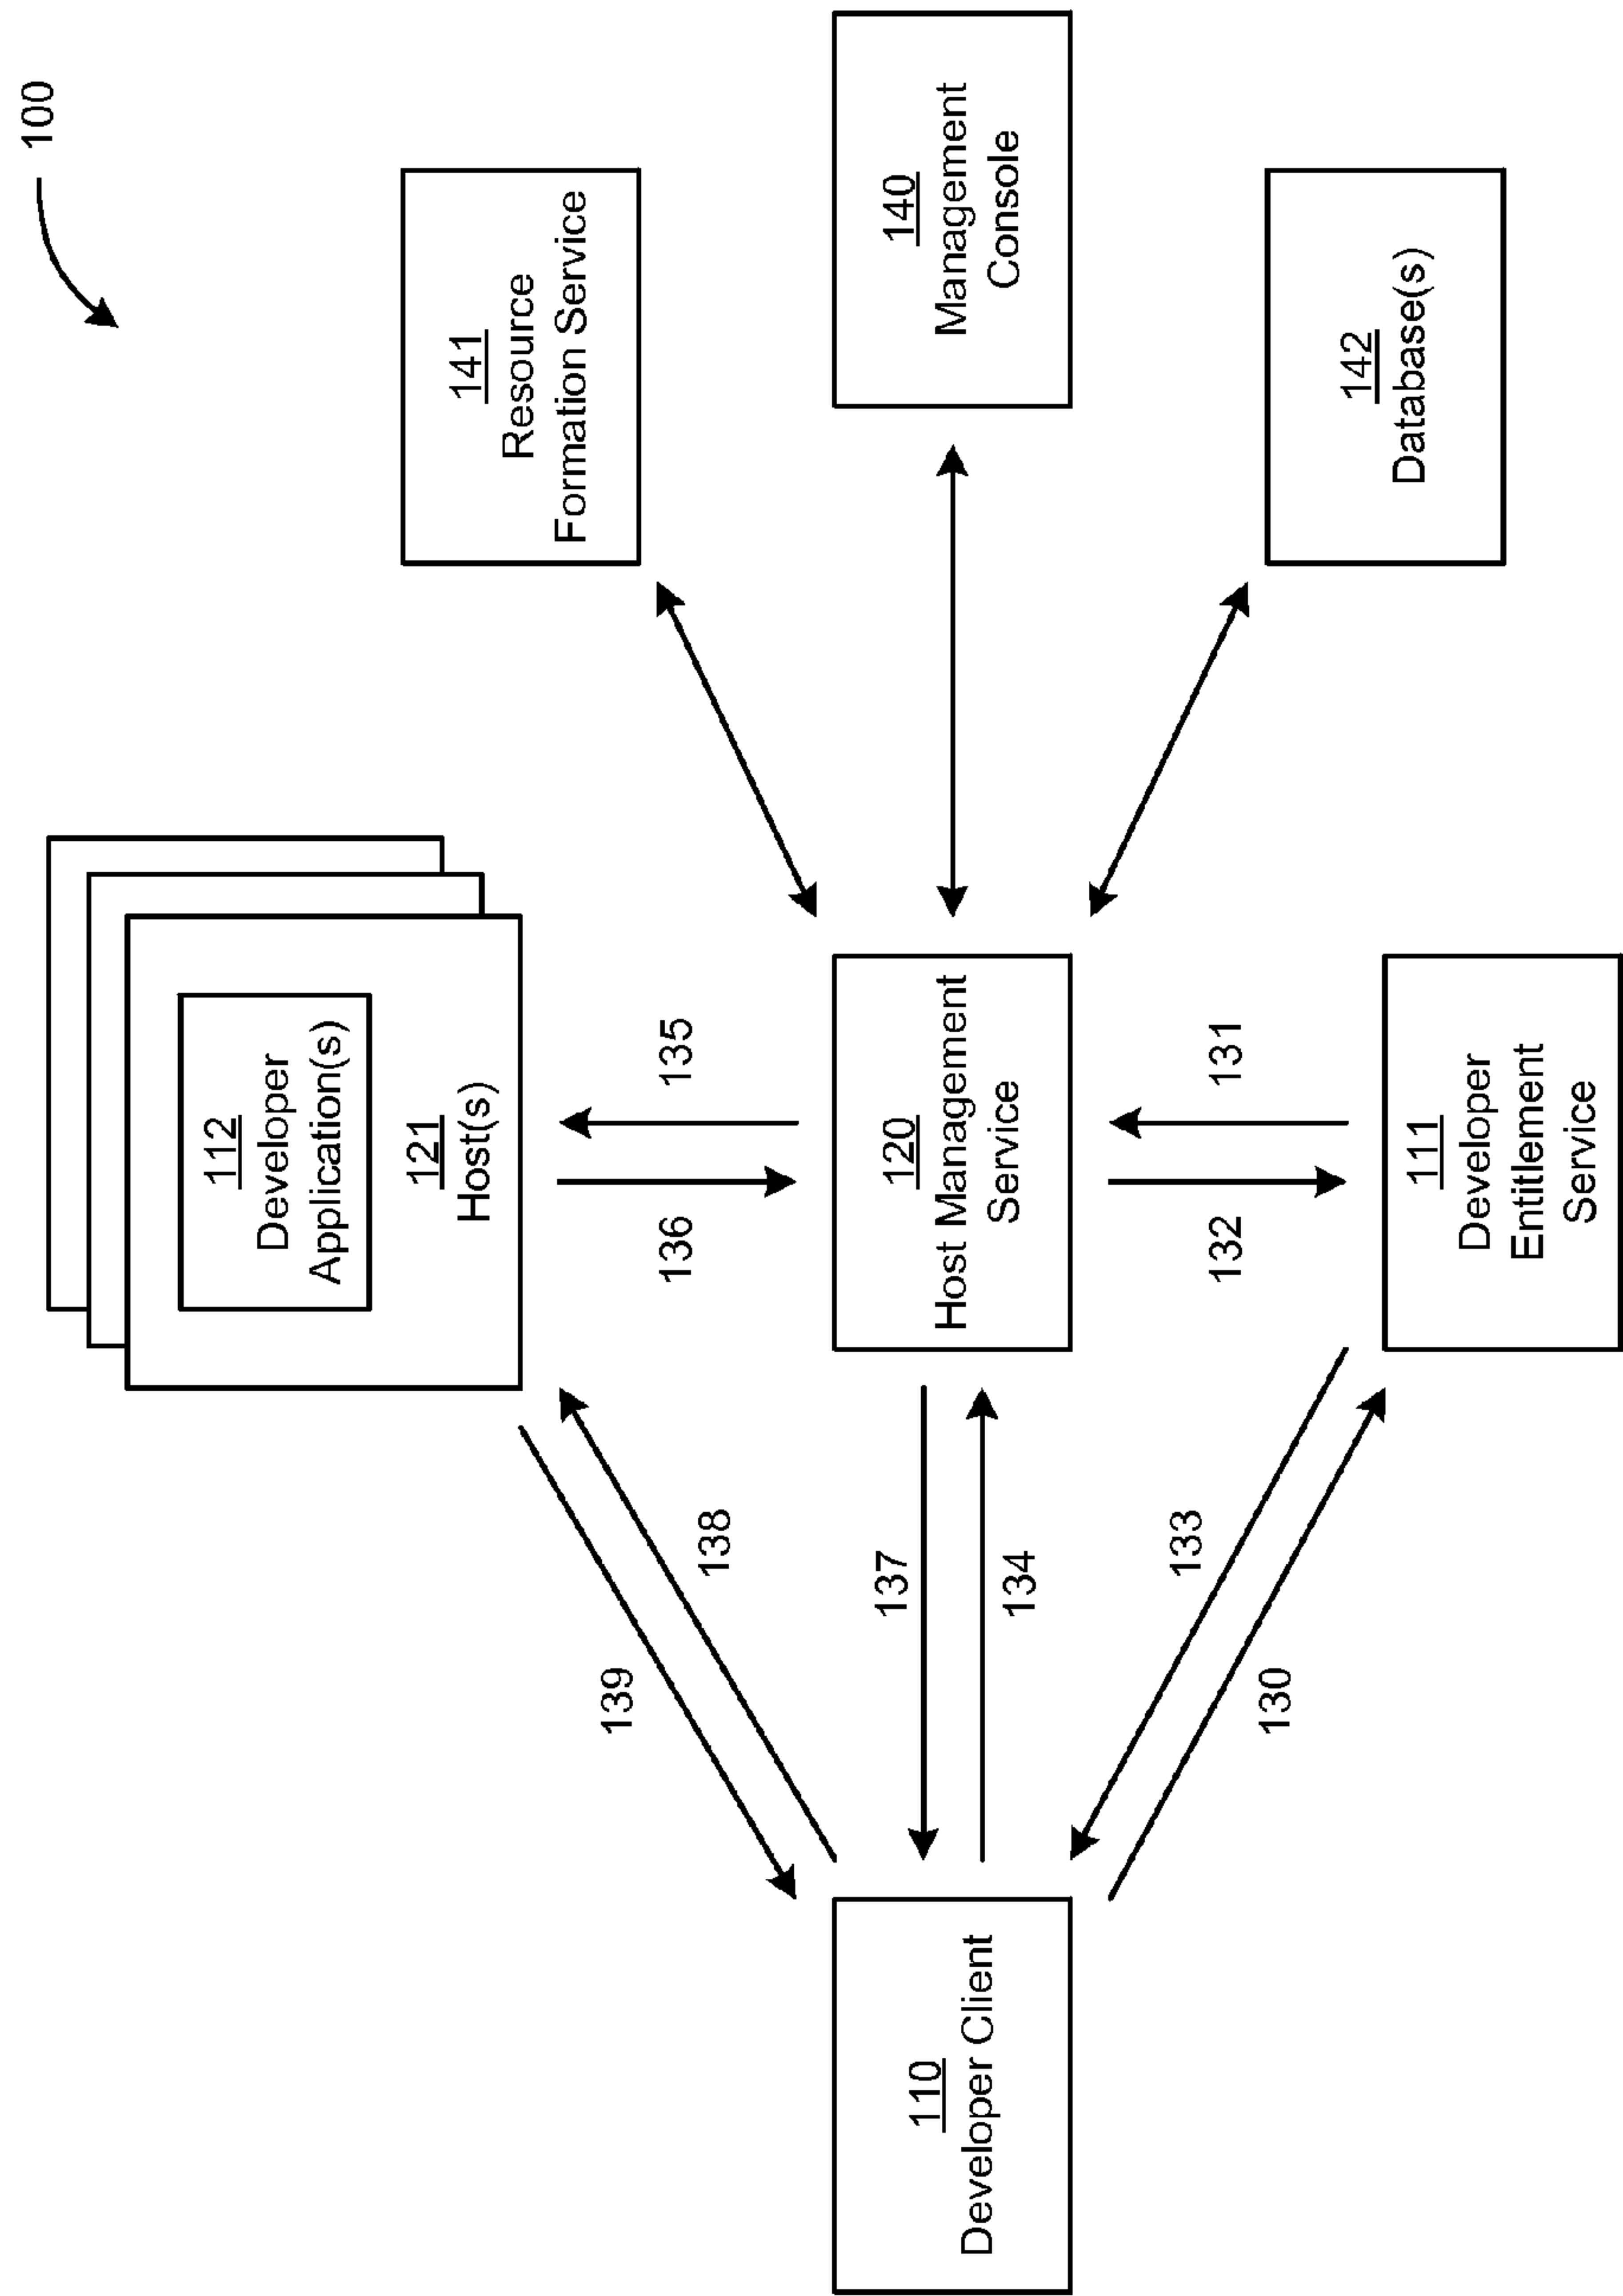 100
112
Developer
Application(s)
121
Host(s)
141
Resource
Formation Service
139
138
136
135
110
Developer Client
137
134
120
Host Management
Service
140
Management
Console
133
130
132
131
111
Developer
Entitlement
Service
142
Database(s)